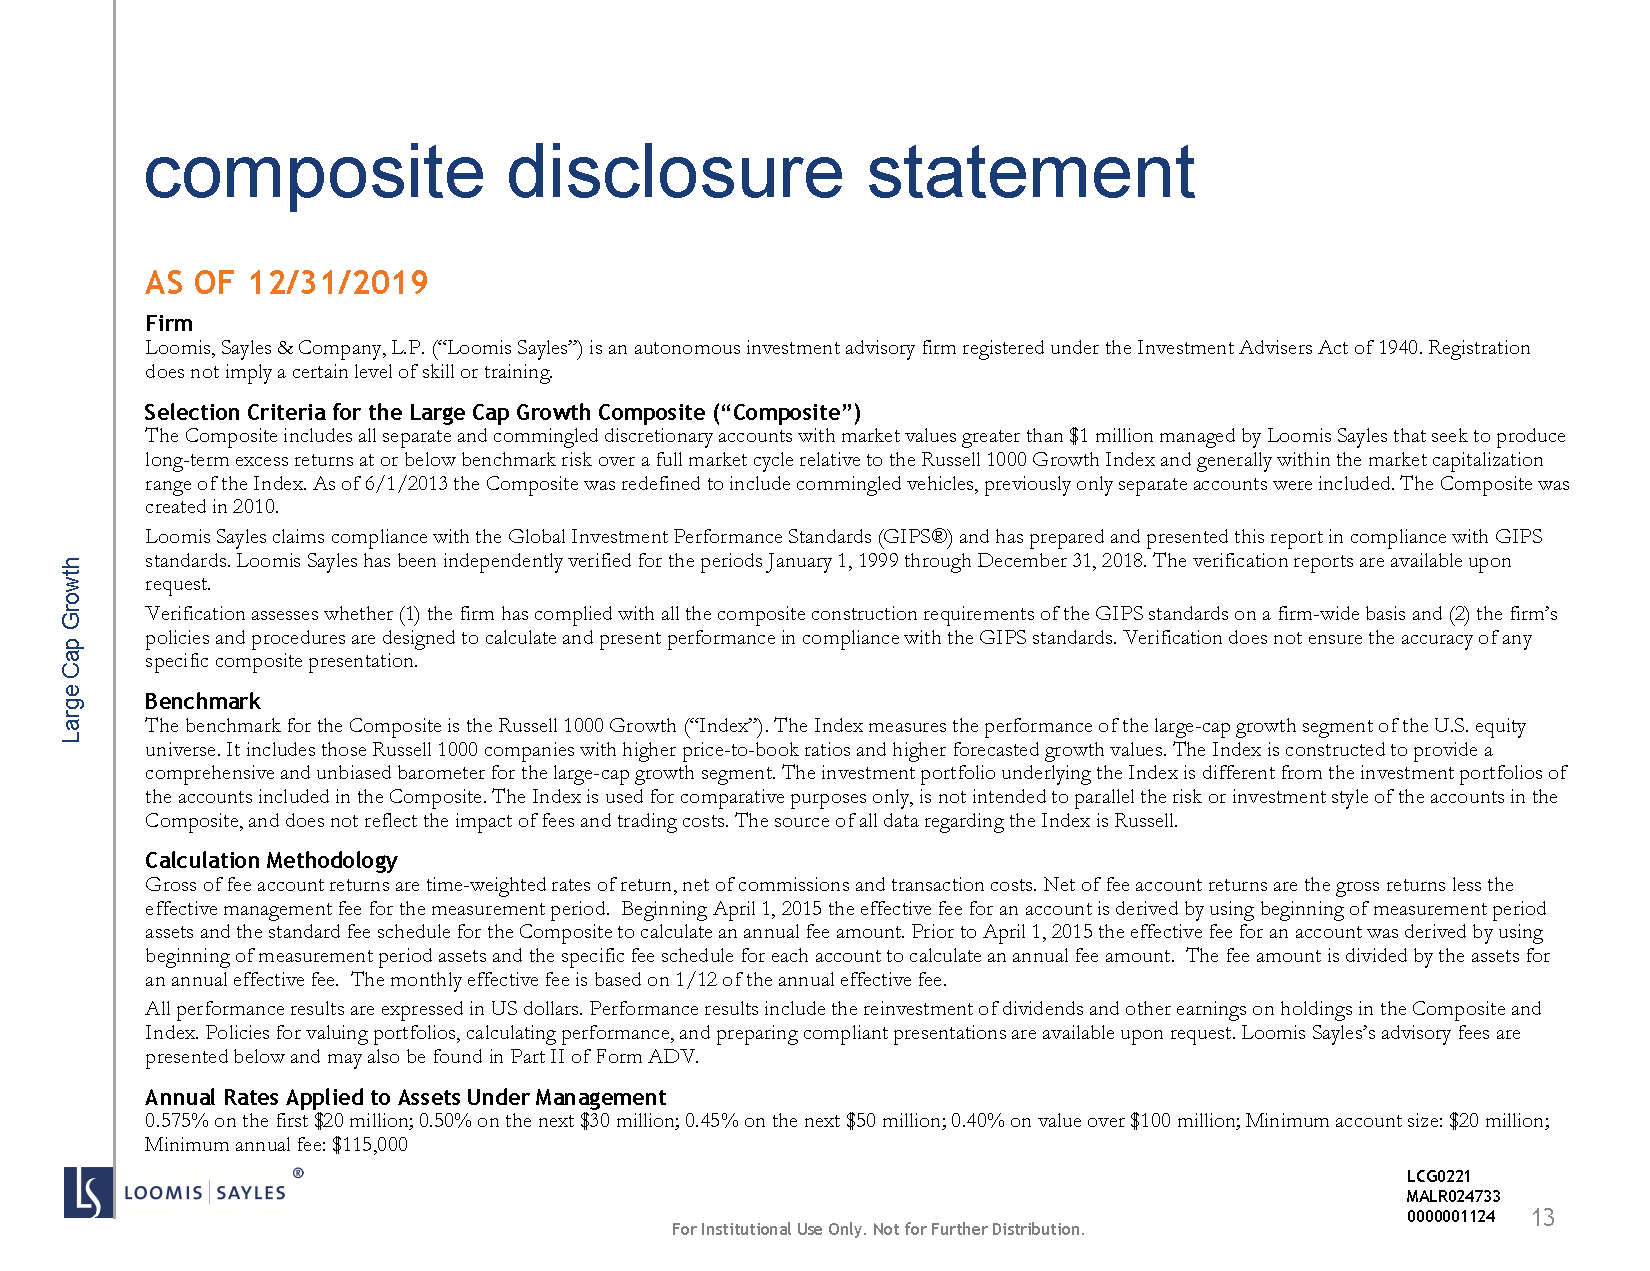 composite disclosure statement
AS OF 12/31/2019
Firm
Loomis, Sayles & Company, L.P. (“Loomis Sayles”) is an autonomous investment advisory firm registered under the Investment Advisers Act of 1940. Registration
does not imply a certain level of skill or training.
Selection Criteria for the Large Cap Growth Composite (“Composite”)
The Composite includes all separate and commingled discretionary accounts with market values greater than $1 million managed by Loomis Sayles that seek to produce
long-term excess returns at or below benchmark risk over a full market cycle relative to the Russell 1000 Growth Index and generally within the market capitalization
range of the Index. As of 6/1/2013 the Composite was redefined to include commingled vehicles, previously only separate accounts were included. The Composite was
created in 2010.
Loomis Sayles claims compliance with the Global Investment Performance Standards (GIPS®) and has prepared and presented this report in compliance with GIPS
standards. Loomis Sayles has been independently verified for the periods January 1, 1999 through December 31, 2018. The verification reports are available upon
request.
Verification assesses whether (1) the firm has complied with all the composite construction requirements of the GIPS standards on a firm-wide basis and (2) the firm’s
policies and procedures are designed to calculate and present performance in compliance with the GIPS standards. Verification does not ensure the accuracy of any
specific composite presentation.
Benchmark
The benchmark for the Composite is the Russell 1000 Growth (“Index”). The Index measures the performance of the large-cap growth segment of the U.S. equity
universe. It includes those Russell 1000 companies with higher price-to-book ratios and higher forecasted growth values. The Index is constructed to provide a
comprehensive and unbiased barometer for the large-cap growth segment. The investment portfolio underlying the Index is different from the investment portfolios of
the accounts included in the Composite. The Index is used for comparative purposes only, is not intended to parallel the risk or investment style of the accounts in the
Composite, and does not reflect the impact of fees and trading costs. The source of all data regarding the Index is Russell.
Calculation Methodology
Gross of fee account returns are time-weighted rates of return, net of commissions and transaction costs. Net of fee account returns are the gross returns less the
effective management fee for the measurement period. Beginning April 1, 2015 the effective fee for an account is derived by using beginning of measurement period
assets and the standard fee schedule for the Composite to calculate an annual fee amount. Prior to April 1, 2015 the effective fee for an account was derived by using
beginning of measurement period assets and the specific fee schedule for each account to calculate an annual fee amount. The fee amount is divided by the assets for
an annual effective fee. The monthly effective fee is based on 1/12 of the annual effective fee.
All performance results are expressed in US dollars. Performance results include the reinvestment of dividends and other earnings on holdings in the Composite and
Index. Policies for valuing portfolios, calculating performance, and preparing compliant presentations are available upon request. Loomis Sayles’s advisory fees are
presented below and may also be found in Part II of Form ADV.
Annual Rates Applied to Assets Under Management
0.575% on the first $20 million; 0.50% on the next $30 million; 0.45% on the next $50 million; 0.40% on value over $100 million; Minimum account size: $20 million;
Minimum annual fee: $115,000
Large Cap Growth
LS LOOMIS | SAYLES ®
For Institutional Use Only. Not for Further Distribution.
LCG0221
MALR024733
0000001124
13